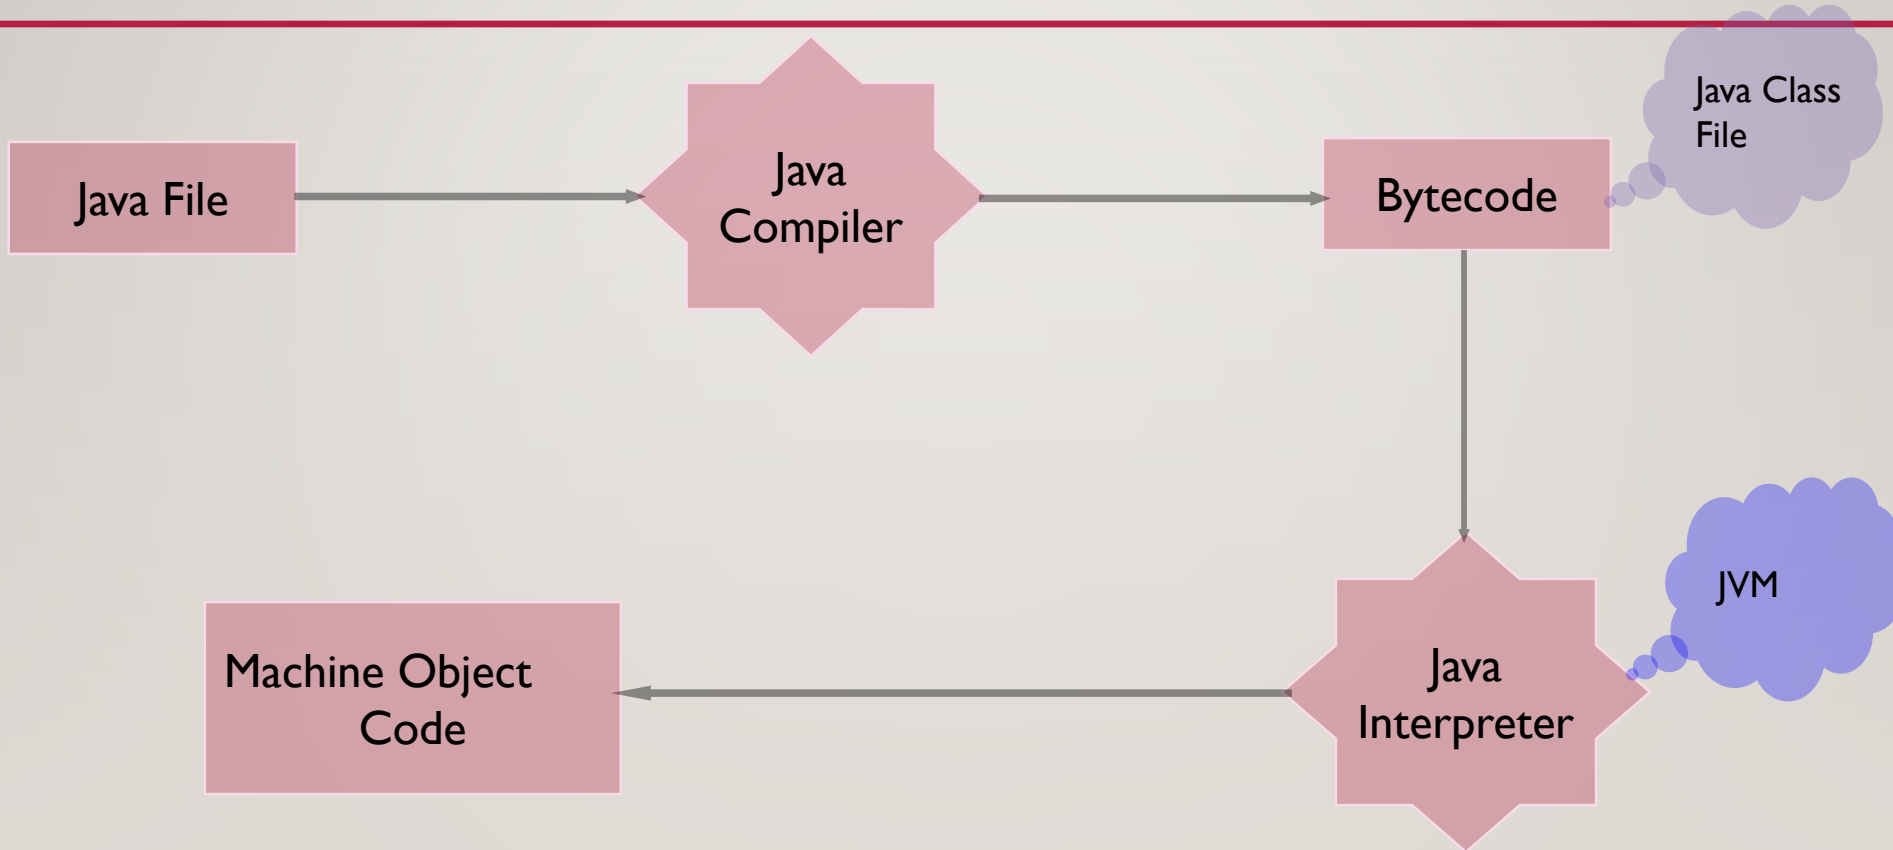 Java File
Java
Compiler
Bytecode
Java Class
File
JVM
Java
Interpreter
Machine Object
Code